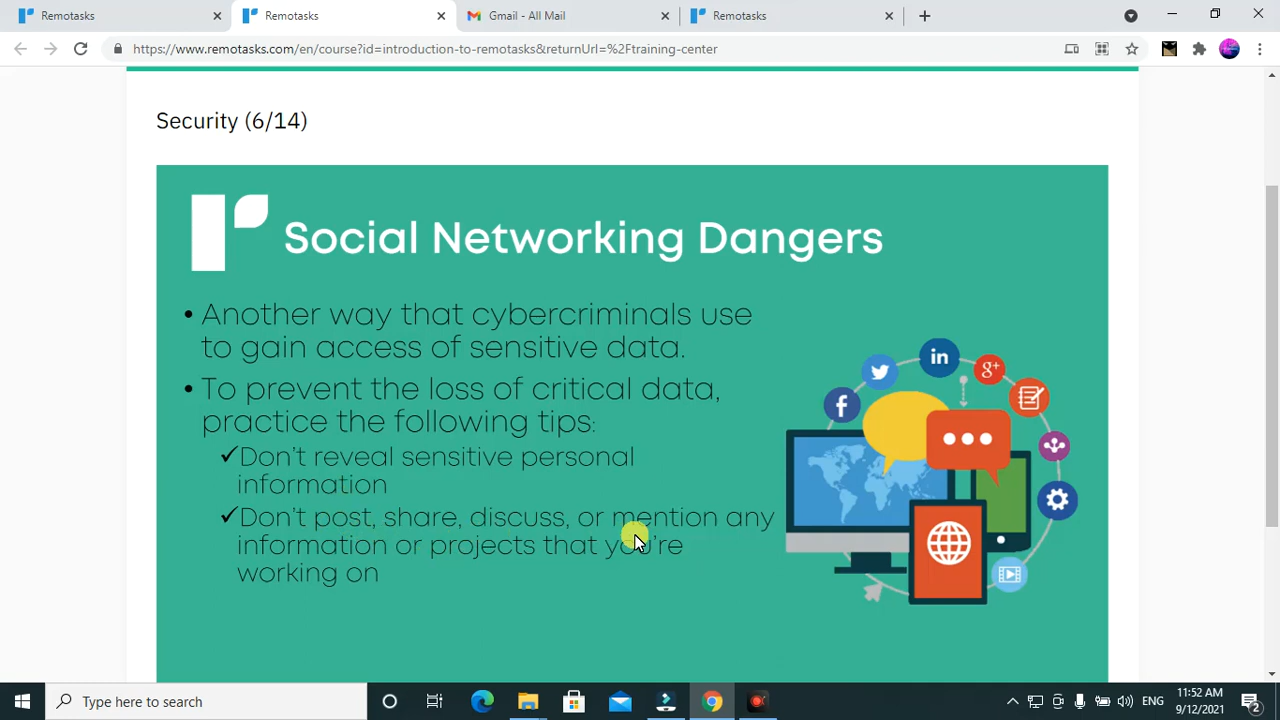 Remotasks
Remotasks
Gmail - All Mail
Remotasks
https://www.remotasks.com/en/course?id=introduction-to-remotasks&returnUrl=%2Ftraining-center
Security (6/14)
Social Networking Dangers
• Another way that cybercriminals use
to gain access of sensitive data.
• To prevent the loss of critical data,
practice the following tips:
✓Don't reveal sensitive personal
information
✓Don't post, share, discuss, or mention any
information or projects that you're
working on
f
in
g+
Type here to search
ENG
11:52 AM
9/12/2021
2